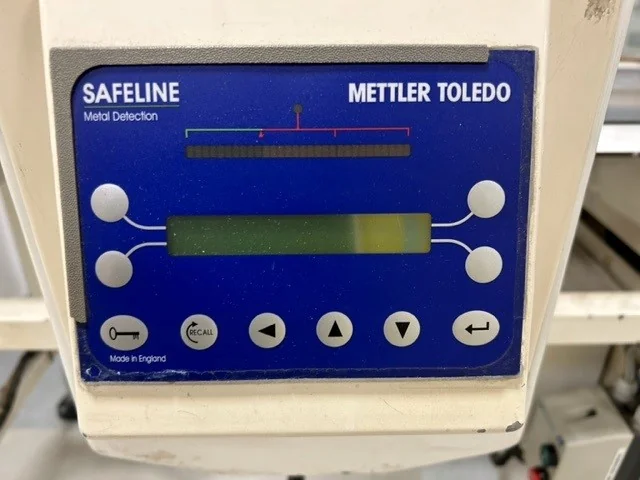 SAFELINE
METTLER TOLEDO
Metal Detection
RECALL
Made in England